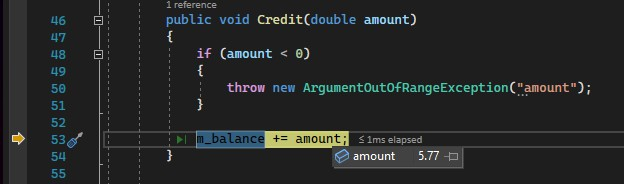 1 reference
46 public void Credit(double amount)
47 {
48 if (amount < 0)
49 {
50 throw new ArgumentOutOfRangeException("amount");
51 }
52
53 m_balance += amount; ≤ 1ms elapsed
amount 5.77
54 }
55